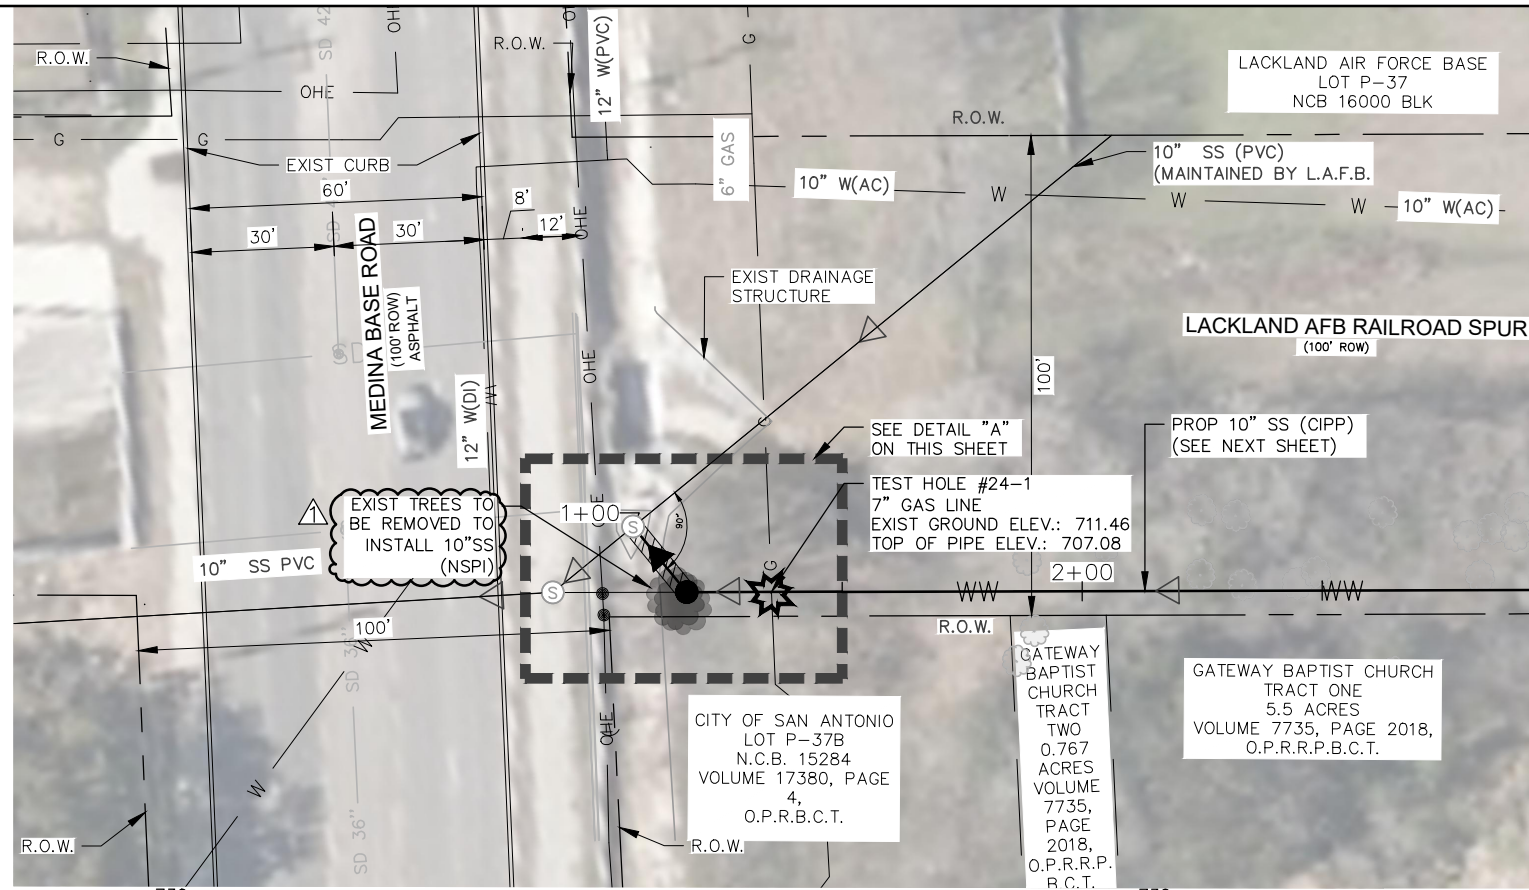 SD 42
OHE
OHE
R.O.W.
R.O.W.
12" W(PVC)
G
LACKLAND AIR FORCE BASE
LOT P-37
NCB 16000 BLK
OHE
R.O.W.
G
G
6" GAS
EXIST CURB
10" SS (PVC)
(MAINTAINED BY L.A.F.B.
60'
8'
10" W(AC)
W
W
W
10" W(AC)
30'
30'
12'
OHE
MEDINA BASE ROAD
(100' ROW)
ASPHALT
EXIST DRAINAGE
STRUCTURE
LACKLAND AFB RAILROAD SPUR
(100' ROW)
OHE
100'
12" W(DI)
W
G
SEE DETAIL "A"
ON THIS SHEET
PROP 10" SS (CIPP)
(SEE NEXT SHEET)
TEST HOLE #24-1
7" GAS LINE
EXIST GROUND ELEV.: 711.46
TOP OF PIPE ELEV.: 707.08
1
EXIST TREES TO
BE REMOVED TO
INSTALL 10"SS
(NSPI)
1+00
S
90°
10" SS PVC
G
2+00
S
WW
WW
100'
W
R.O.W.
SD 36"
GATEWAY
BAPTIST
CHURCH
TRACT
TWO
0.767
ACRES
VOLUME
7735,
PAGE
2018,
O.P.R.R.P.
B.C.T.
GATEWAY BAPTIST CHURCH
TRACT ONE
5.5 ACRES
VOLUME 7735, PAGE 2018,
O.P.R.R.P.B.C.T.
CITY OF SAN ANTONIO
LOT P-37B
N.C.B. 15284
VOLUME 17380, PAGE
4,
O.P.R.B.C.T.
OHE
W
SD 36"
R.O.W.
R.O.W.